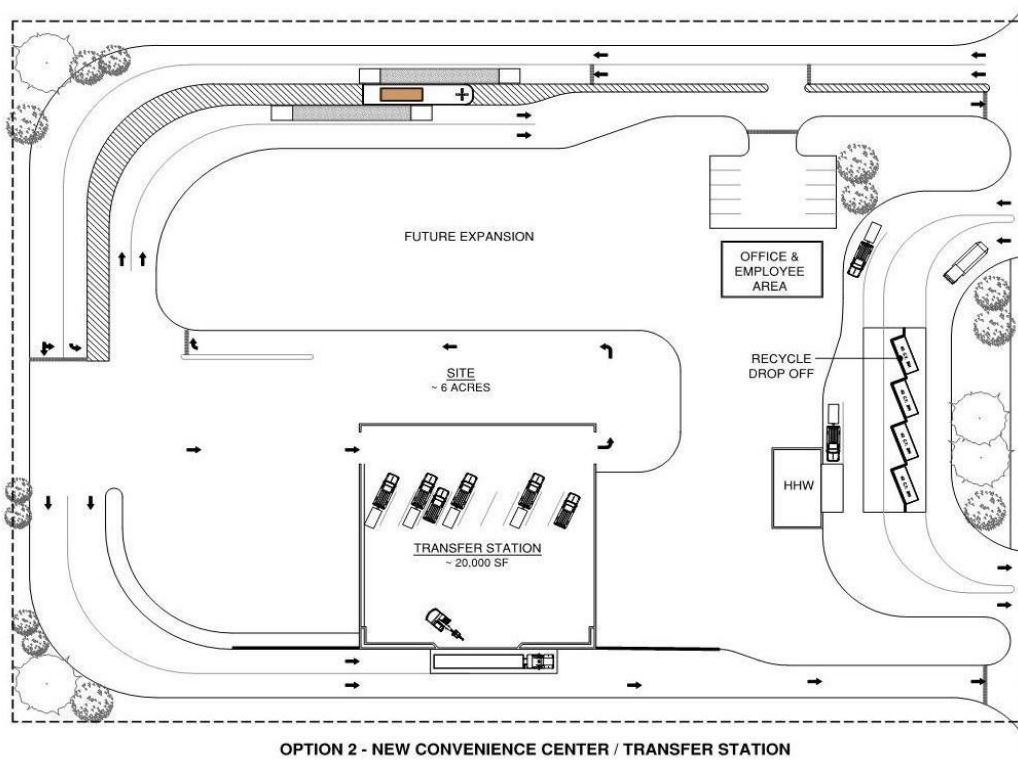 FUTURE EXPANSION
OFFICE &
EMPLOYEE
AREA
RECYCLE
DROP OFF
SITE
~ 6 ACRES
HHW
TRANSFER STATION
~ 20,000 SF
OPTION 2 - NEW CONVENIENCE CENTER / TRANSFER STATION